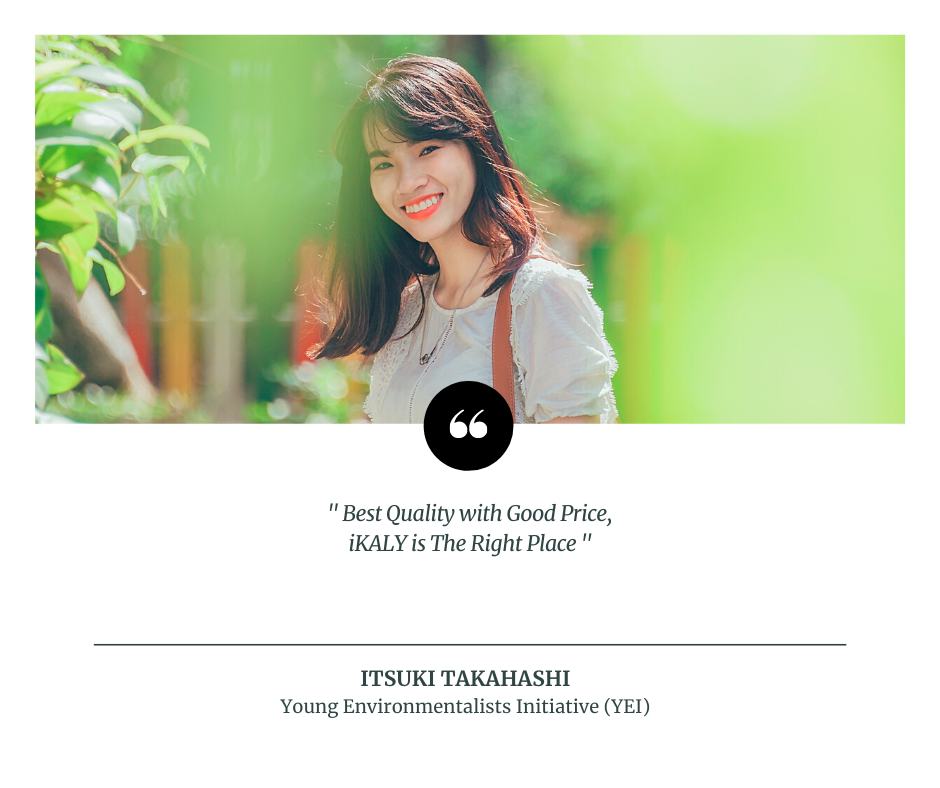 " Best Quality with Good Price,
iKALY is The Right Place "
ITSUKI TAKAHASHI
Young Environmentalists Initiative (YEI)